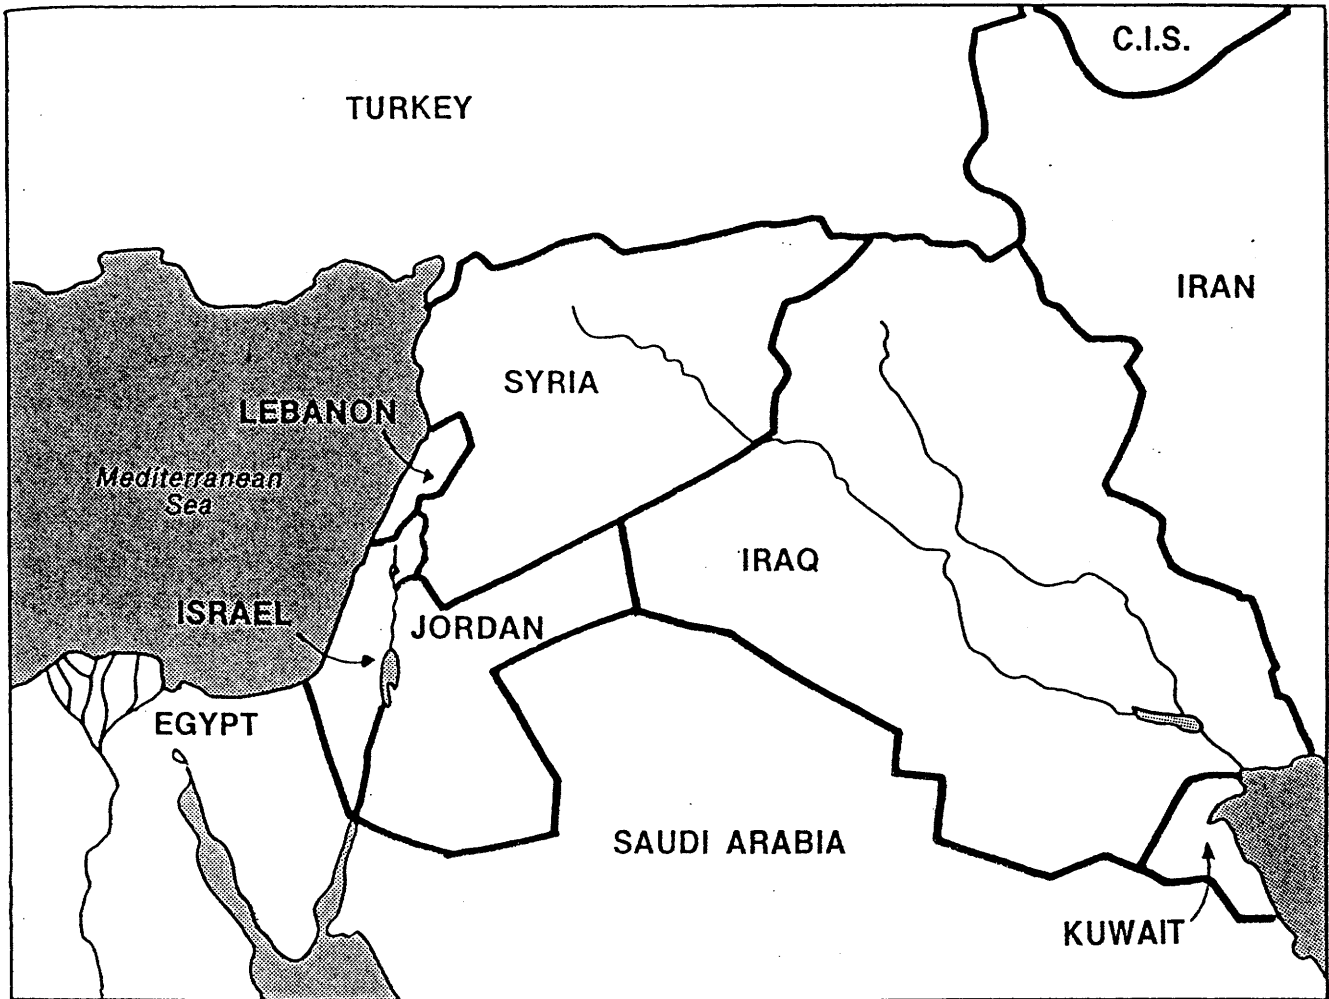 C.I.S.
TURKEY
IRAN
SYRIA
LEBANON
Mediterranean
Sea
IRAQ
ISRAEL
JORDAN
EGYPT
SAUDI ARABIA
KUWAIT